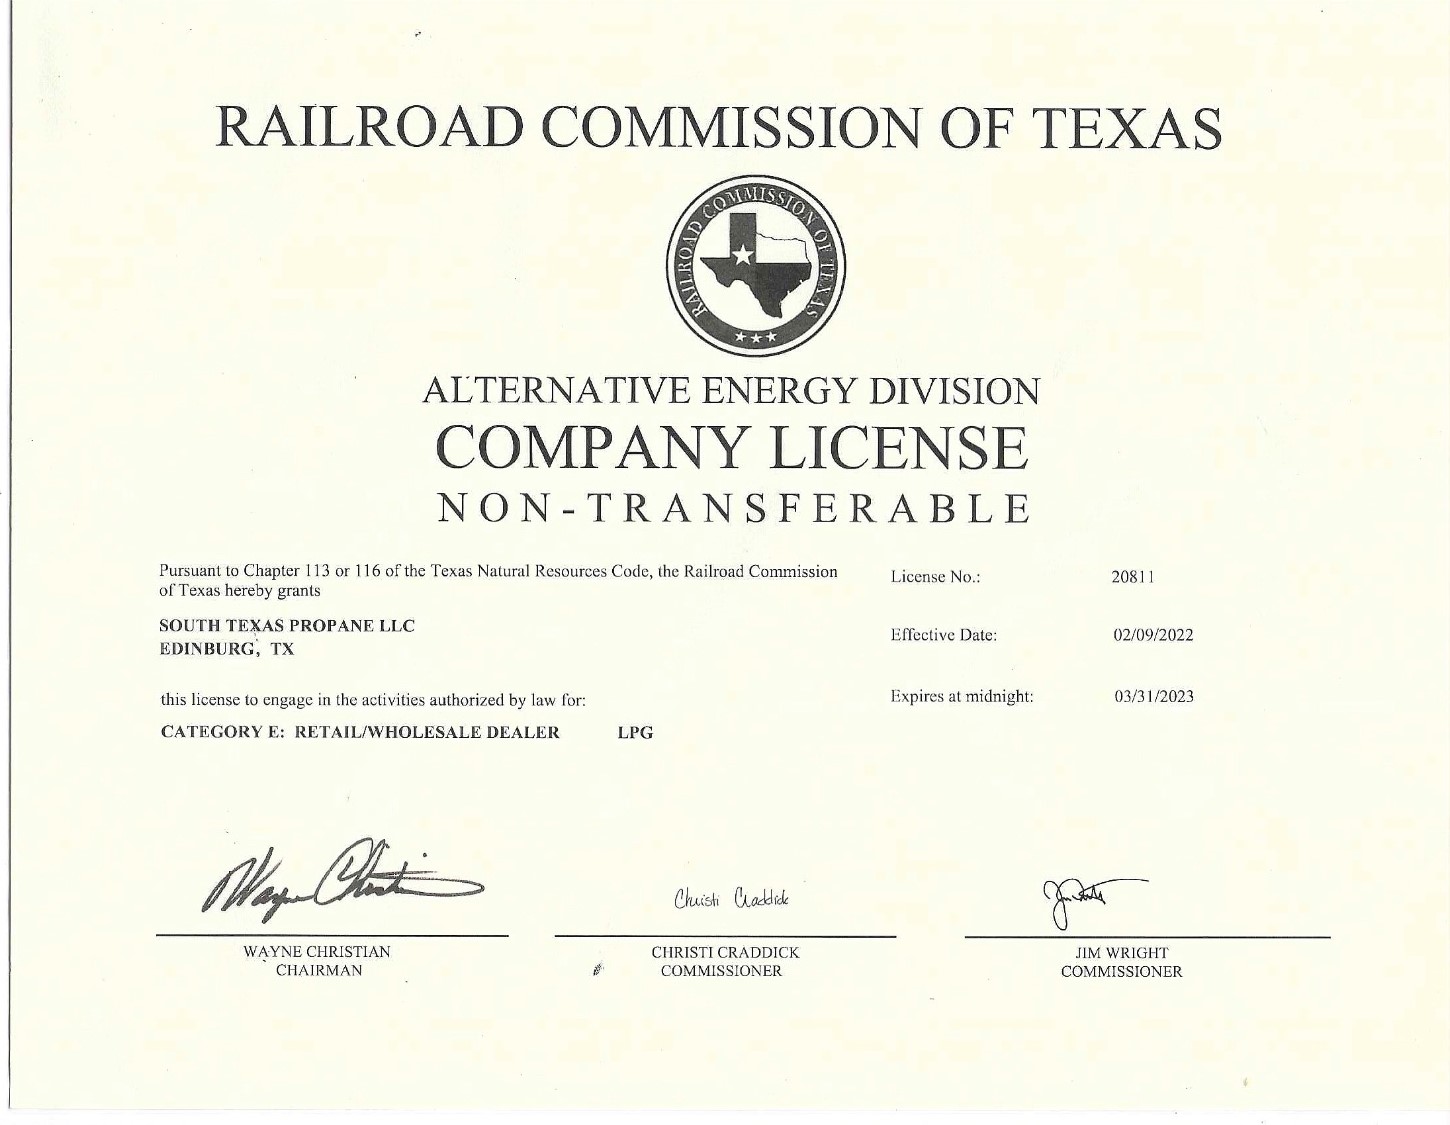 RAILROAD COMMISSION OF TEXAS
RAILROAD COMMISSION OF TEXAS
ALTERNATIVE ENERGY DIVISION
COMPANY LICENSE
NON-TRANSFERABLE
Pursuant to Chapter 113 or 116 of the Texas Natural Resources Code, the Railroad Commission
of Texas hereby grants
License No.: 20811
SOUTH TEXAS PROPANE LLC
EDINBURG, TX
Effective Date: 02/09/2022
this license to engage in the activities authorized by law for:
Expires at midnight: 03/31/2023
CATEGORY E: RETAIL/WHOLESALE DEALER LPG
Wayne Christian
Christi Craddick
WAYNE CHRISTIAN
CHAIRMAN
CHRISTI CRADDICK
COMMISSIONER
JIM WRIGHT
COMMISSIONER